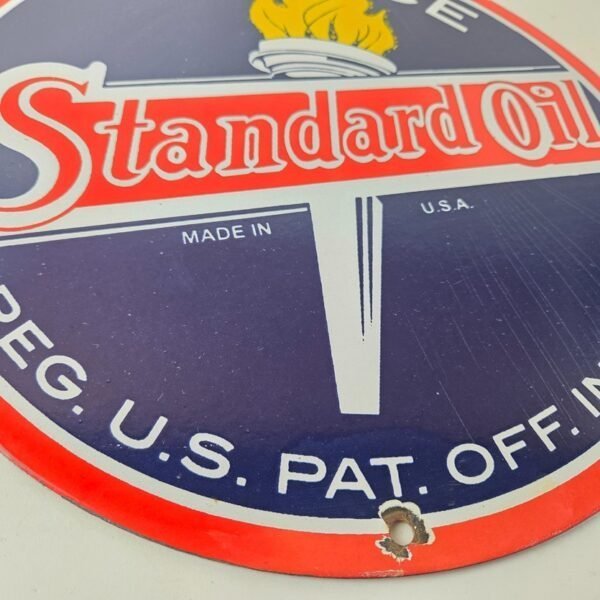 Standard Oil
MADE IN U.S.A.
REG. U.S. PAT. OFF.